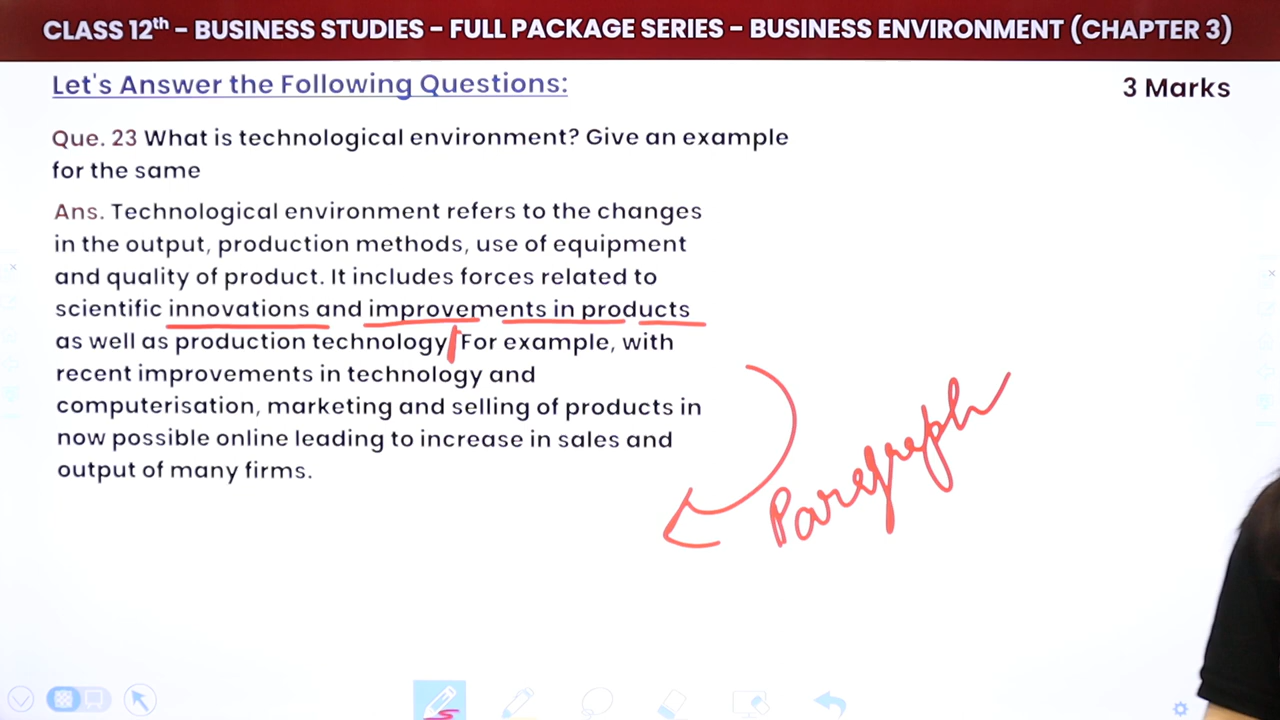 CLASS 12th – BUSINESS STUDIES – FULL PACKAGE SERIES – BUSINESS ENVIRONMENT (CHAPTER 3)
Let's Answer the Following Questions:
3 Marks
Que. 23 What is technological environment? Give an example
for the same
Ans. Technological environment refers to the changes
in the output, production methods, use of equipment
and quality of product. It includes forces related to
scientific innovations and improvements in products
as well as production technology. For example, with
recent improvements in technology and
computerisation, marketing and selling of products in
now possible online leading to increase in sales and
output of many firms.
Paragraph